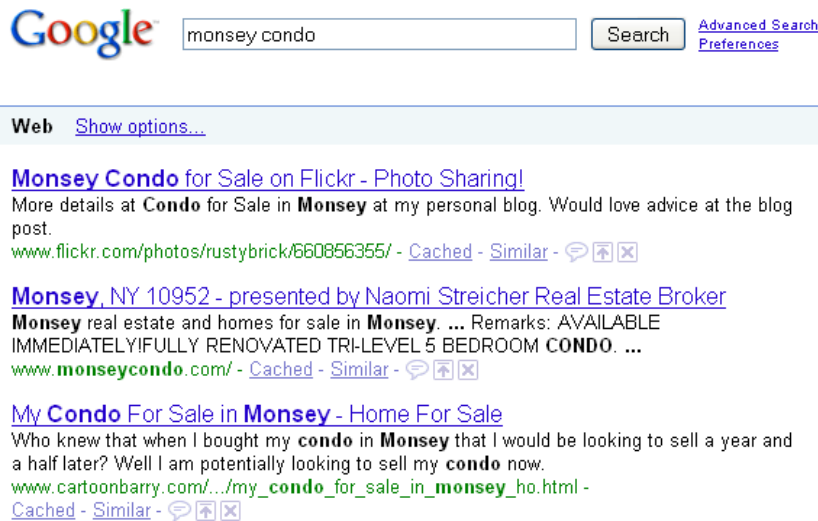 Google™ monsey condo Search Advanced Search
Preferences
Web Show options...
Monsey Condo for Sale on Flickr - Photo Sharing!
More details at Condo for Sale in Monsey at my personal blog. Would love advice at the blog
post.
www.flickr.com/photos/rustybrick/660856355/ - Cached - Similar -
Monsey, NY 10952 - presented by Naomi Streicher Real Estate Broker
Monsey real estate and homes for sale in Monsey. ... Remarks: AVAILABLE
IMMEDIATELY!FULLY RENOVATED TRI-LEVEL 5 BEDROOM CONDO. ...
www.monseycondo.com/ - Cached - Similar -
My Condo For Sale in Monsey - Home For Sale
Who knew that when I bought my condo in Monsey that I would be looking to sell a year and
a half later? Well I am potentially looking to sell my condo now.
www.cartoonbarry.com/.../my_condo_for_sale_in_monsey_ho.html -
Cached - Similar -